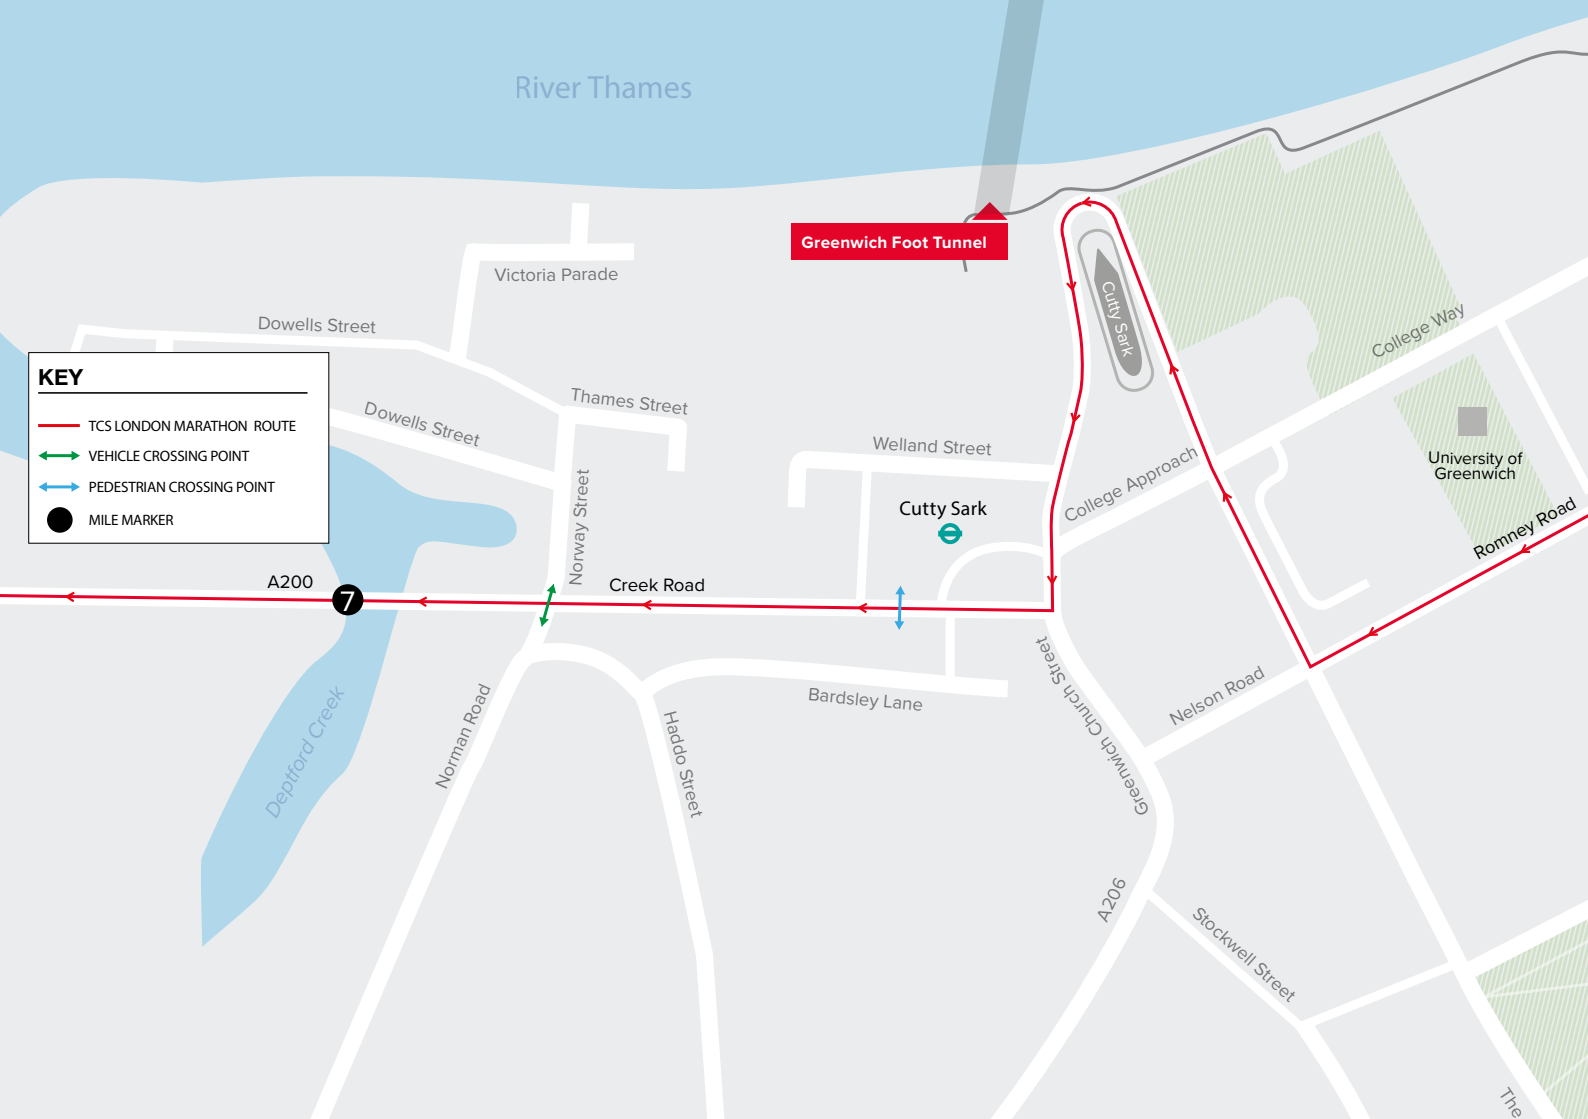 River Thames
Greenwich Foot Tunnel
Victoria Parade
Cutty Sark
Dowells Street
College Way
KEY
TCS LONDON MARATHON ROUTE
VEHICLE CROSSING POINT
PEDESTRIAN CROSSING POINT
MILE MARKER
Thames Street
Dowells Street
Welland Street
College Approach
University of
Greenwich
Cutty Sark
Norway Street
Romney Road
A200
7
Creek Road
Greenwich Church Street
Nelson Road
Bardsley Lane
Deptford Creek
Norman Road
Haddo Street
A206
Stockwell Street
The